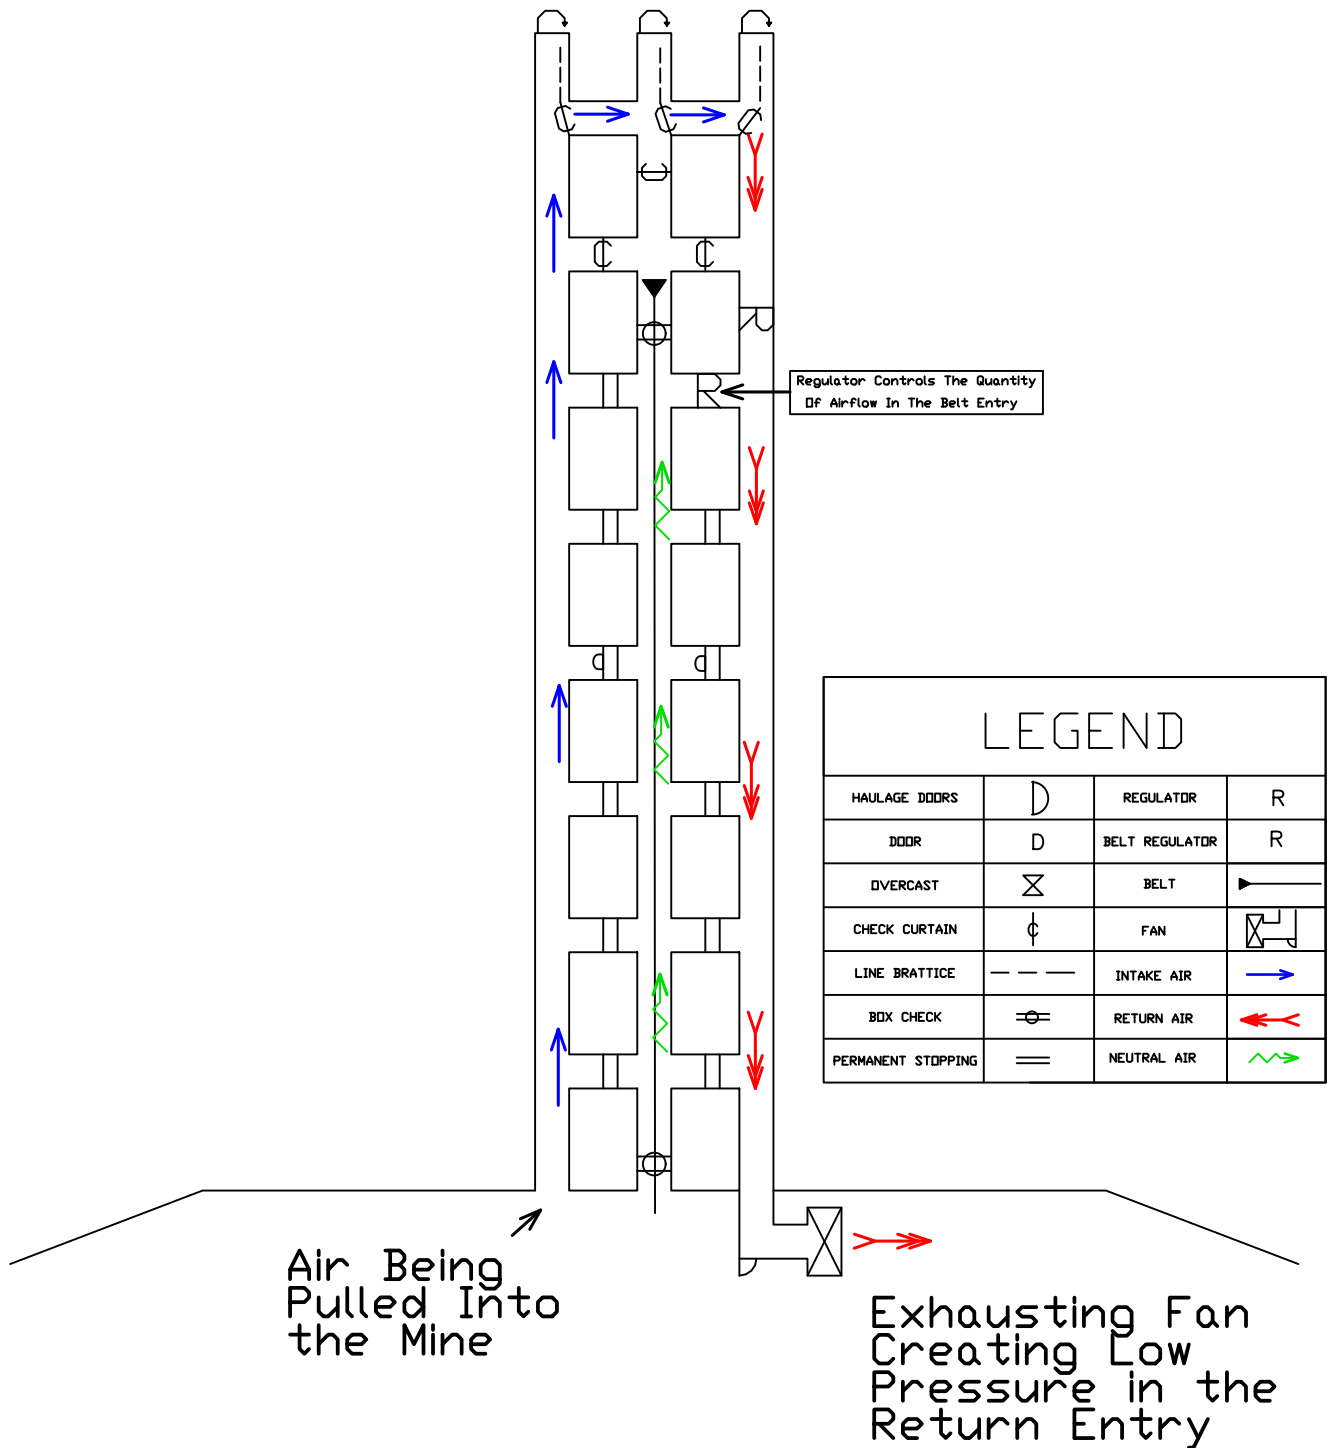 C
C
C
C
C
C
R
Regulator Controls The Quantity
Of Airflow In The Belt Entry
R
D
D
LEGEND
HAULAGE DOORS D REGULATOR R
DOOR D BELT REGULATOR R
OVERCAST BELT
CHECK CURTAIN C FAN
LINE BRATTICE INTAKE AIR
BOX CHECK RETURN AIR
PERMANENT STOPPING NEUTRAL AIR
Air Being
Pulled Into
the Mine
Exhausting Fan
Creating Low
Pressure in the
Return Entry